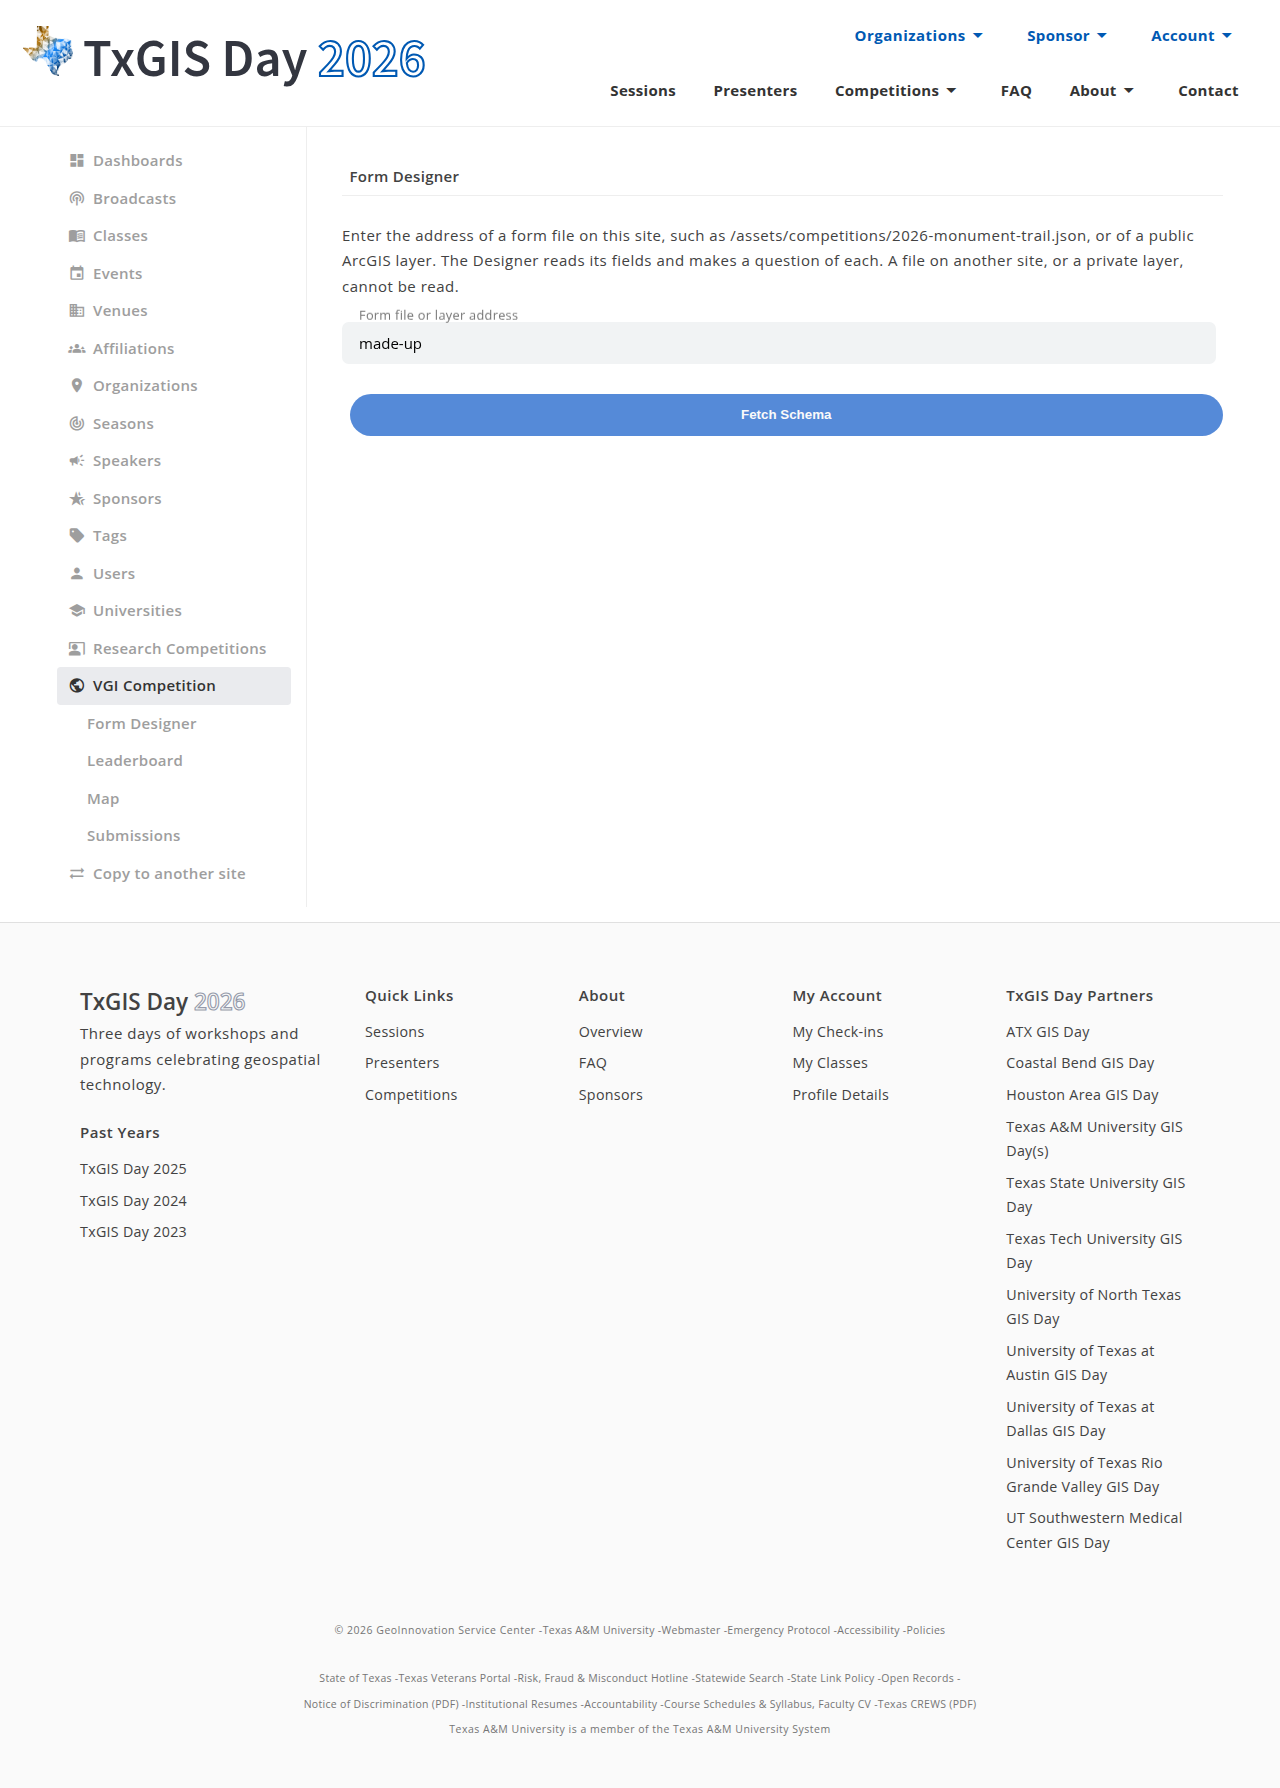 TxGIS Day 2026
Organizations
Sponsor
Account
Sessions
Presenters
Competitions
FAQ
About
Contact
Dashboards
Broadcasts
Classes
Events
Venues
Affiliations
Organizations
Seasons
Speakers
Sponsors
Tags
Users
Universities
Research Competitions
VGI Competition
Form Designer
Leaderboard
Map
Submissions
Copy to another site
Form Designer
Enter the address of a form file on this site, such as /assets/competitions/2026-monument-trail.json, or of a public
ArcGIS layer. The Designer reads its fields and makes a question of each. A file on another site, or a private layer,
cannot be read.
Form file or layer address
made-up
Fetch Schema
TxGIS Day 2026
Three days of workshops and
programs celebrating geospatial
technology.
Past Years
TxGIS Day 2025
TxGIS Day 2024
TxGIS Day 2023
Quick Links
Sessions
Presenters
Competitions
About
Overview
FAQ
Sponsors
My Account
My Check-ins
My Classes
Profile Details
TxGIS Day Partners
ATX GIS Day
Coastal Bend GIS Day
Houston Area GIS Day
Texas A&M University GIS
Day(s)
Texas State University GIS
Day
Texas Tech University GIS
Day
University of North Texas
GIS Day
University of Texas at
Austin GIS Day
University of Texas at
Dallas GIS Day
University of Texas Rio
Grande Valley GIS Day
UT Southwestern Medical
Center GIS Day
© 2026 GeoInnovation Service Center -Texas A&M University -Webmaster -Emergency Protocol -Accessibility -Policies
State of Texas -Texas Veterans Portal -Risk, Fraud & Misconduct Hotline -Statewide Search -State Link Policy -Open Records -
Notice of Discrimination (PDF) -Institutional Resumes -Accountability -Course Schedules & Syllabus, Faculty CV -Texas CREWS (PDF)
Texas A&M University is a member of the Texas A&M University System